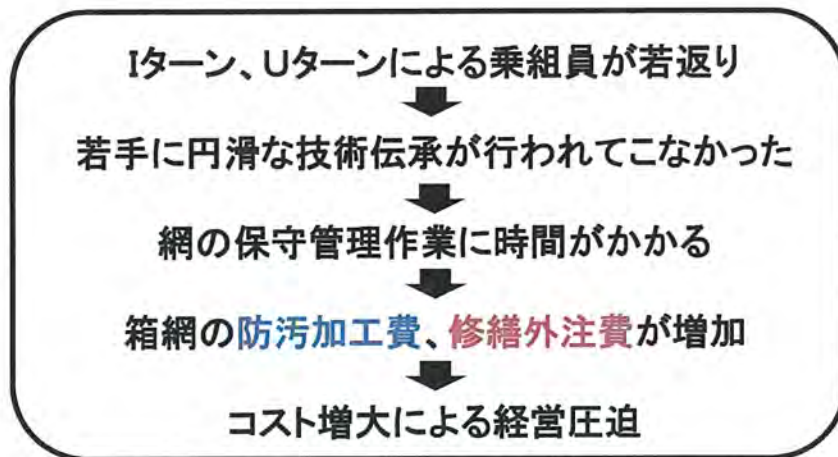 Iターン、Uターンによる乗組員が若返り
若手に円滑な技術伝承が行われてこなかった
網の保守管理作業に時間がかかる
箱網の防汚加工費、修繕外注費が増加
コスト増大による経営圧迫